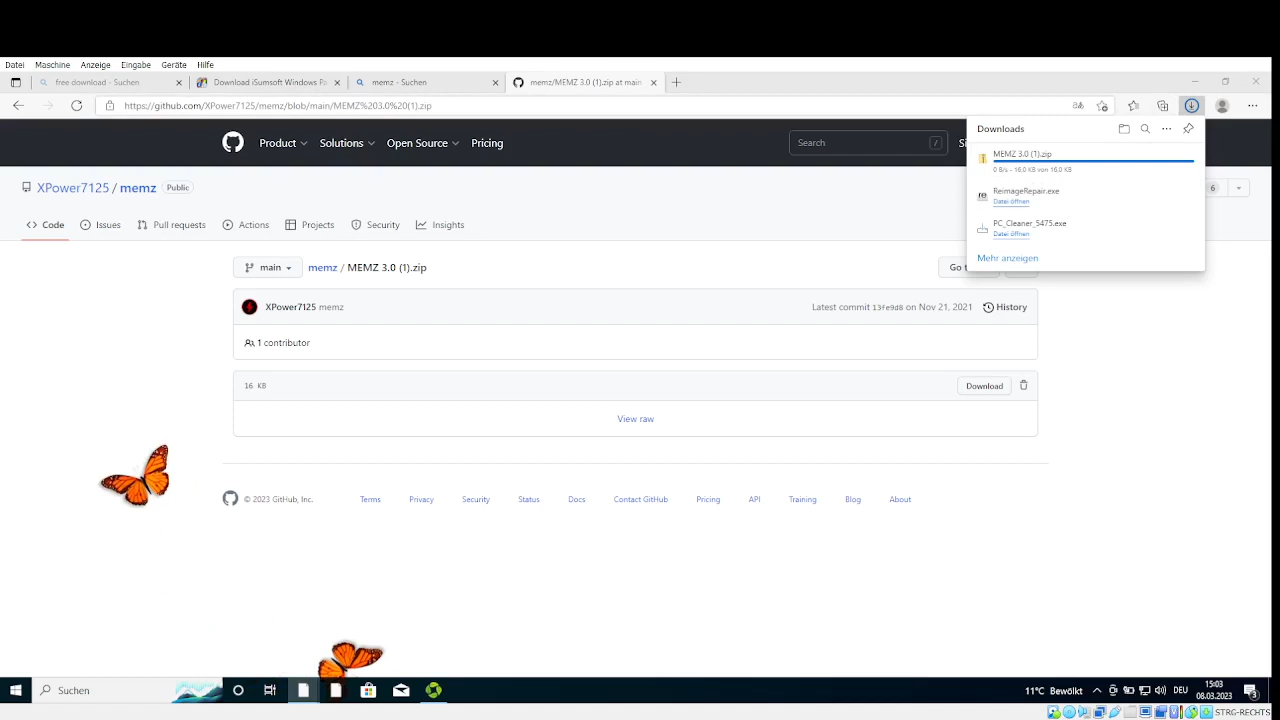 Datei Maschine Anzeige Eingabe Geräte Hilfe
free download - Suchen
Download iSumsoft Windows Pa
memz - Suchen
memz/MEMZ 3.0 (1).zip at main
https://github.com/XPower7125/memz/blob/main/MEMZ%203.0%20(1).zip
Product Solutions Open Source Pricing
Search /
Si
Downloads
MEMZ 3.0 (1).zip
0 B/s - 16.0 KB von 16.0 KB
ReimageRepair.exe
Datei öffnen
PC_Cleaner_5475.exe
Datei öffnen
Mehr anzeigen
XPower7125 / memz Public
6
Code Issues Pull requests Actions Projects Security Insights
main memz / MEMZ 3.0 (1).zip
Go t
XPower7125 memz
Latest commit 13fe9d8 on Nov 21, 2021 History
1 contributor
16 KB
Download
View raw
© 2023 GitHub, Inc. Terms Privacy Security Status Docs Contact GitHub Pricing API Training Blog About
Suchen
11°C Bewölkt
DEU
15:03
08.03.2023
3
STRG-RECHTS